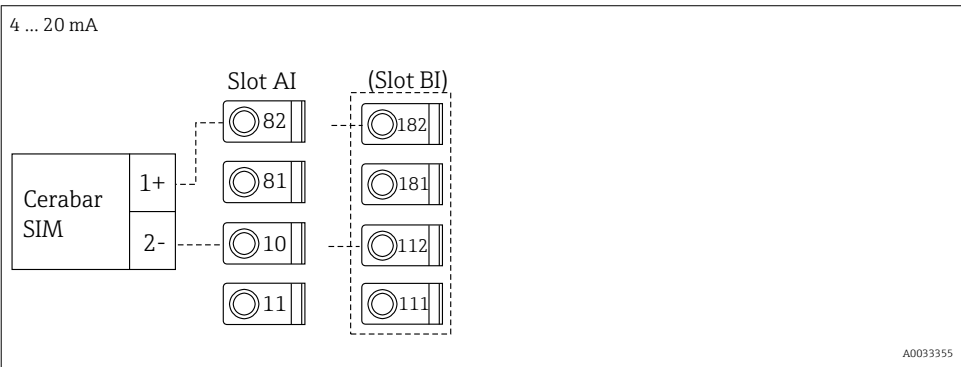 4 ... 20 mA
Slot AI
(Slot BI)
82
182
1+
81
181
Cerabar
SIM
2-
10
112
11
111
A0033355